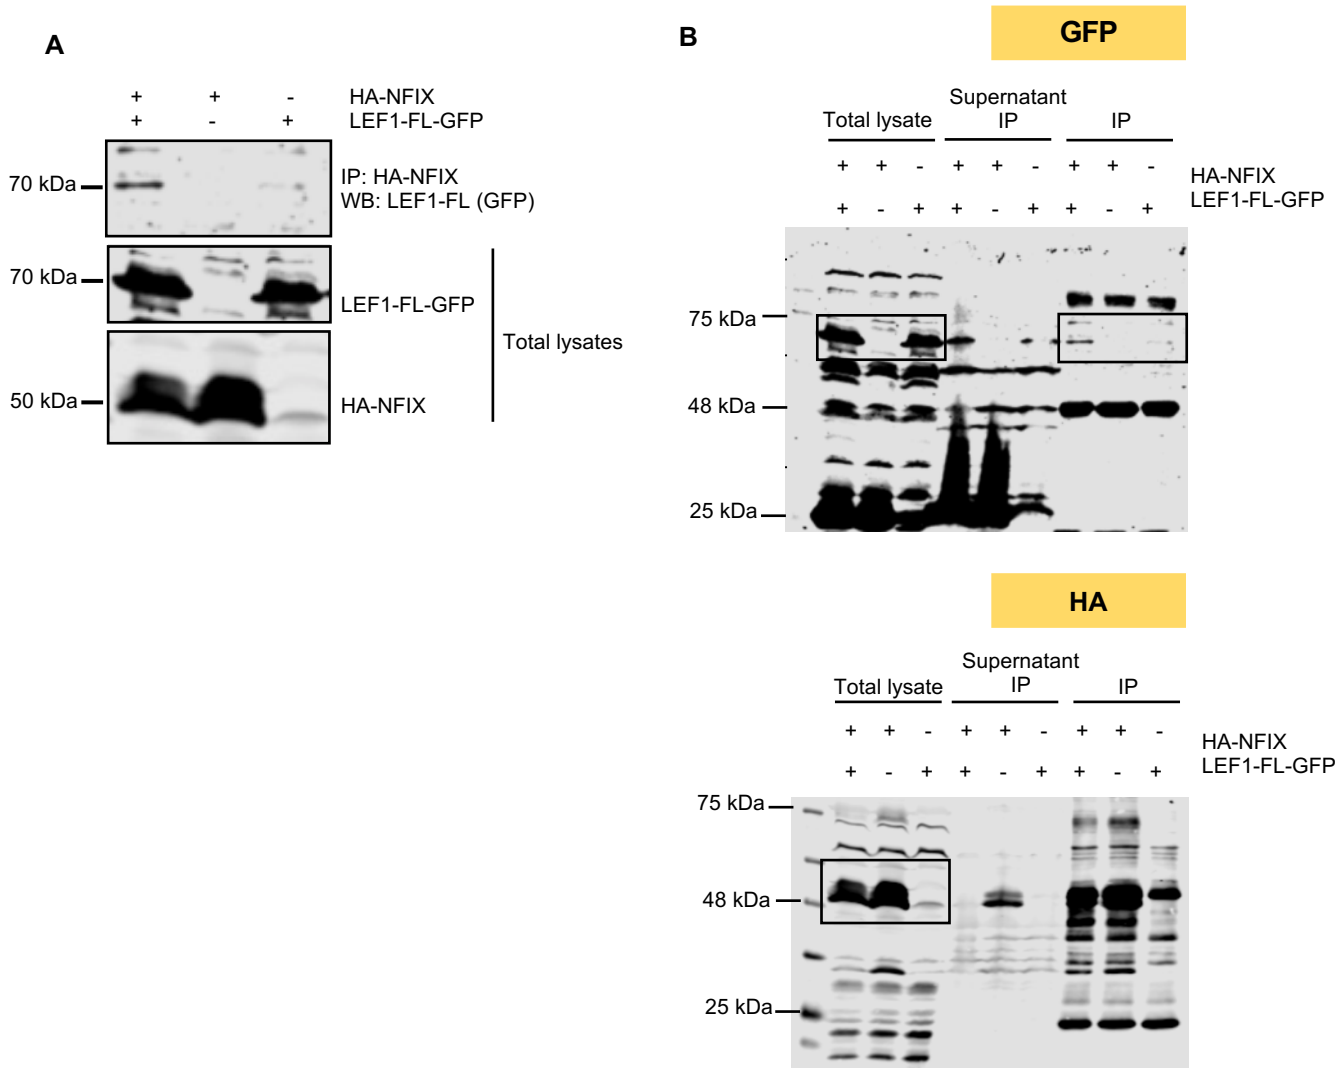 A
+ + - HA-NFIX
+ - + LEF1-FL-GFP
70 kDa
IP: HA-NFIX
WB: LEF1-FL (GFP)
70 kDa
LEF1-FL-GFP
Total lysates
50 kDa
HA-NFIX
B
GFP
Total lysate
Supernatant
IP
IP
+ + - + + - + + - HA-NFIX
+ - + + - + + - + LEF1-FL-GFP
75 kDa
48 kDa
25 kDa
HA
Total lysate
Supernatant
IP
IP
+ + - + + - + + - HA-NFIX
+ - + + - + + - + LEF1-FL-GFP
75 kDa
48 kDa
25 kDa